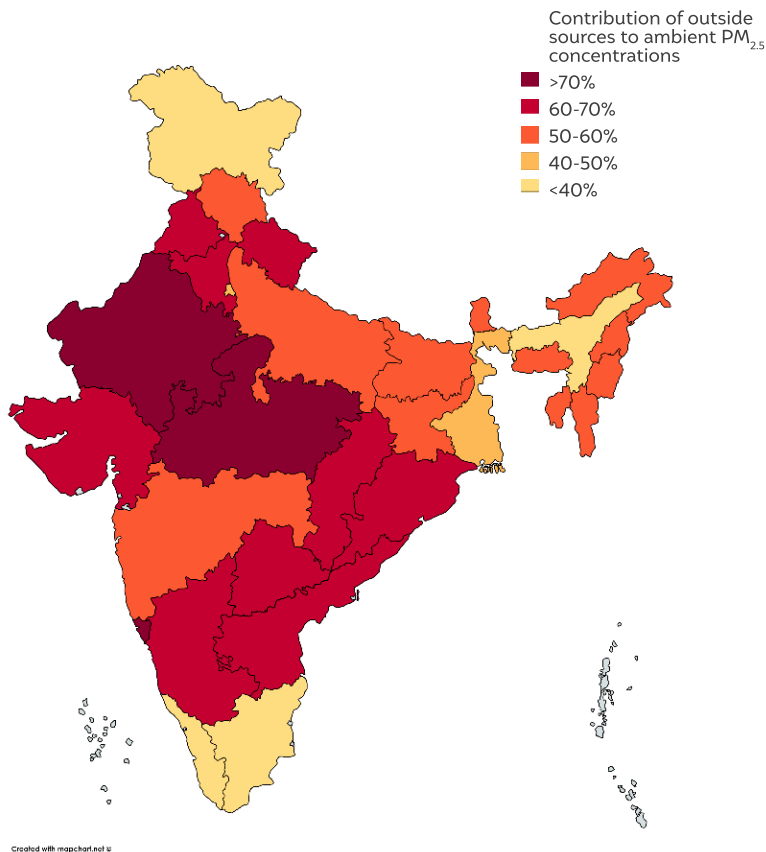 Contribution of outside
sources to ambient PM2.5
concentrations
>70%
60-70%
50-60%
40-50%
<40%
Created with mapchart.net